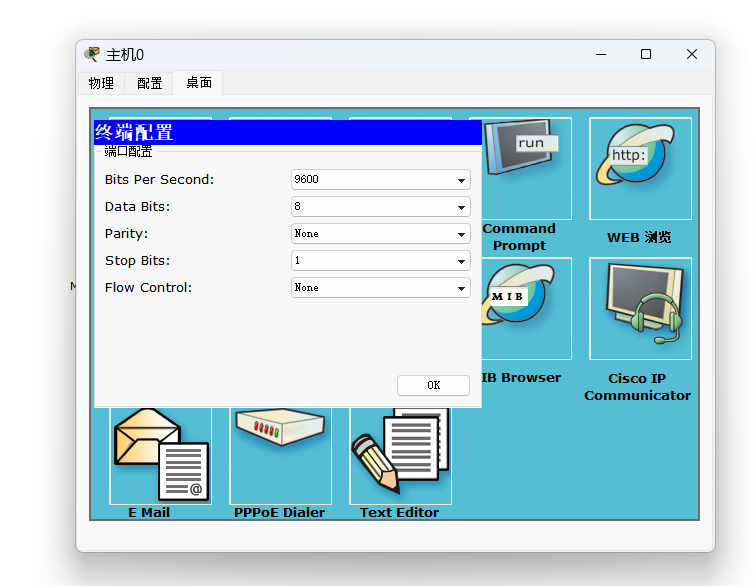 主机0
物理 配置 桌面
终端配置
端口配置
Bits Per Second: 9600
Data Bits: 8
Parity: None
Stop Bits: 1
Flow Control: None
OK
run
http:
Command
Prompt
WEB 浏览
M I B
IB Browser
Cisco IP
Communicator
@
E Mail
PPPoE Dialer
Text Editor
M